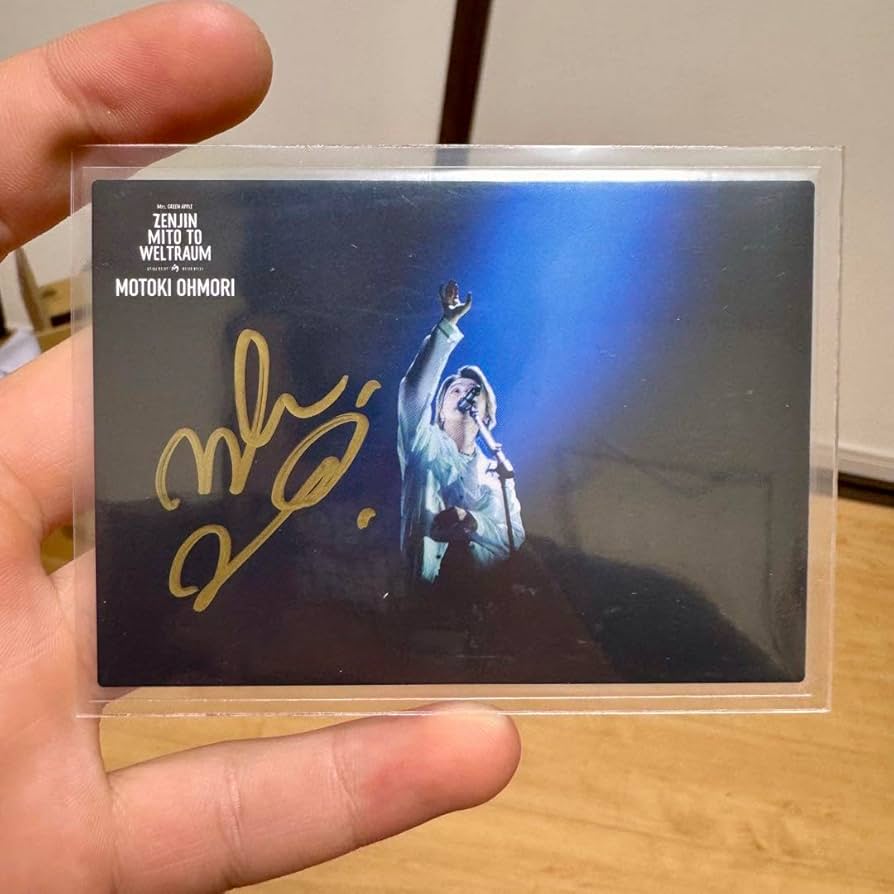 Mrs. GREEN APPLE
ZENJIN
MITO TO
WELTRAUM
MOTOKI OHMORI